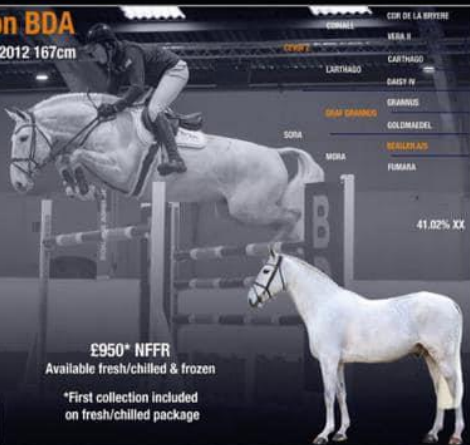 on BDA
2012 167cm
COR DE LA BRYERE
CORNALL
VERA II
CEVIN Z
CARTHAGO
LARTHAGO
DAISY IV
GRANNUS
GRAF GRANNUS
GOLDMAEDEL
SORA
BEAGLER A/S
MORA
FUMARA
41.02% XX
£950* NFFR
Available fresh/chilled & frozen
*First collection included
on fresh/chilled package